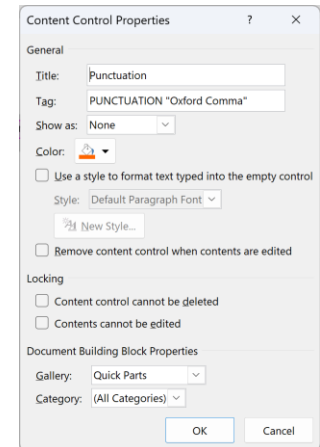 Content Control Properties ? ×
General
Title: Punctuation
Tag: PUNCTUATION "Oxford Comma"
Show as: None
Color:
Use a style to format text typed into the empty control
Style: Default Paragraph Font
New Style...
Remove content control when contents are edited
Locking
Content control cannot be deleted
Contents cannot be edited
Document Building Block Properties
Gallery: Quick Parts
Category: (All Categories)
OK Cancel